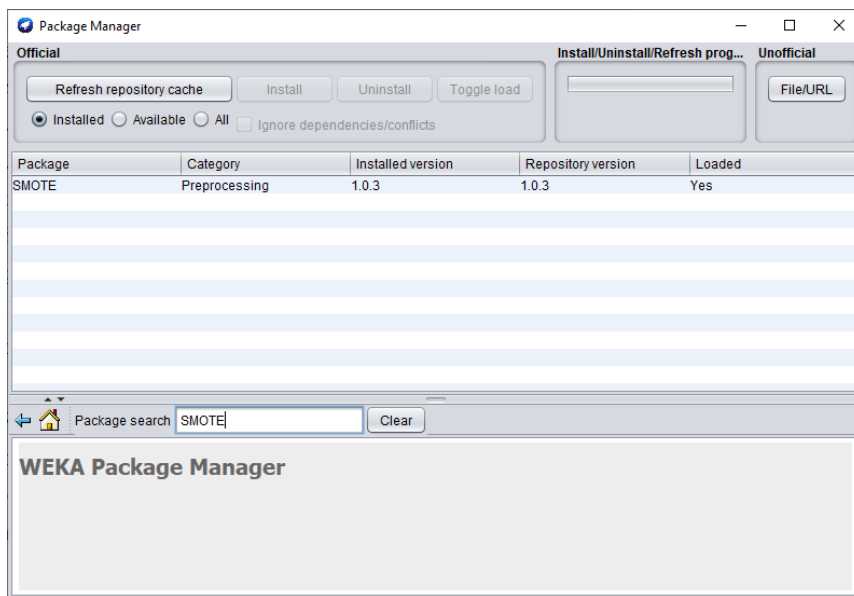 Package Manager
Official
Install/Uninstall/Refresh prog...
Unofficial
Refresh repository cache
Install
Uninstall
Toggle load
File/URL
Installed
Available
All
Ignore dependencies/conflicts
Package Category Installed version Repository version Loaded
SMOTE Preprocessing 1.0.3 1.0.3 Yes
Package search SMOTE Clear
WEKA Package Manager